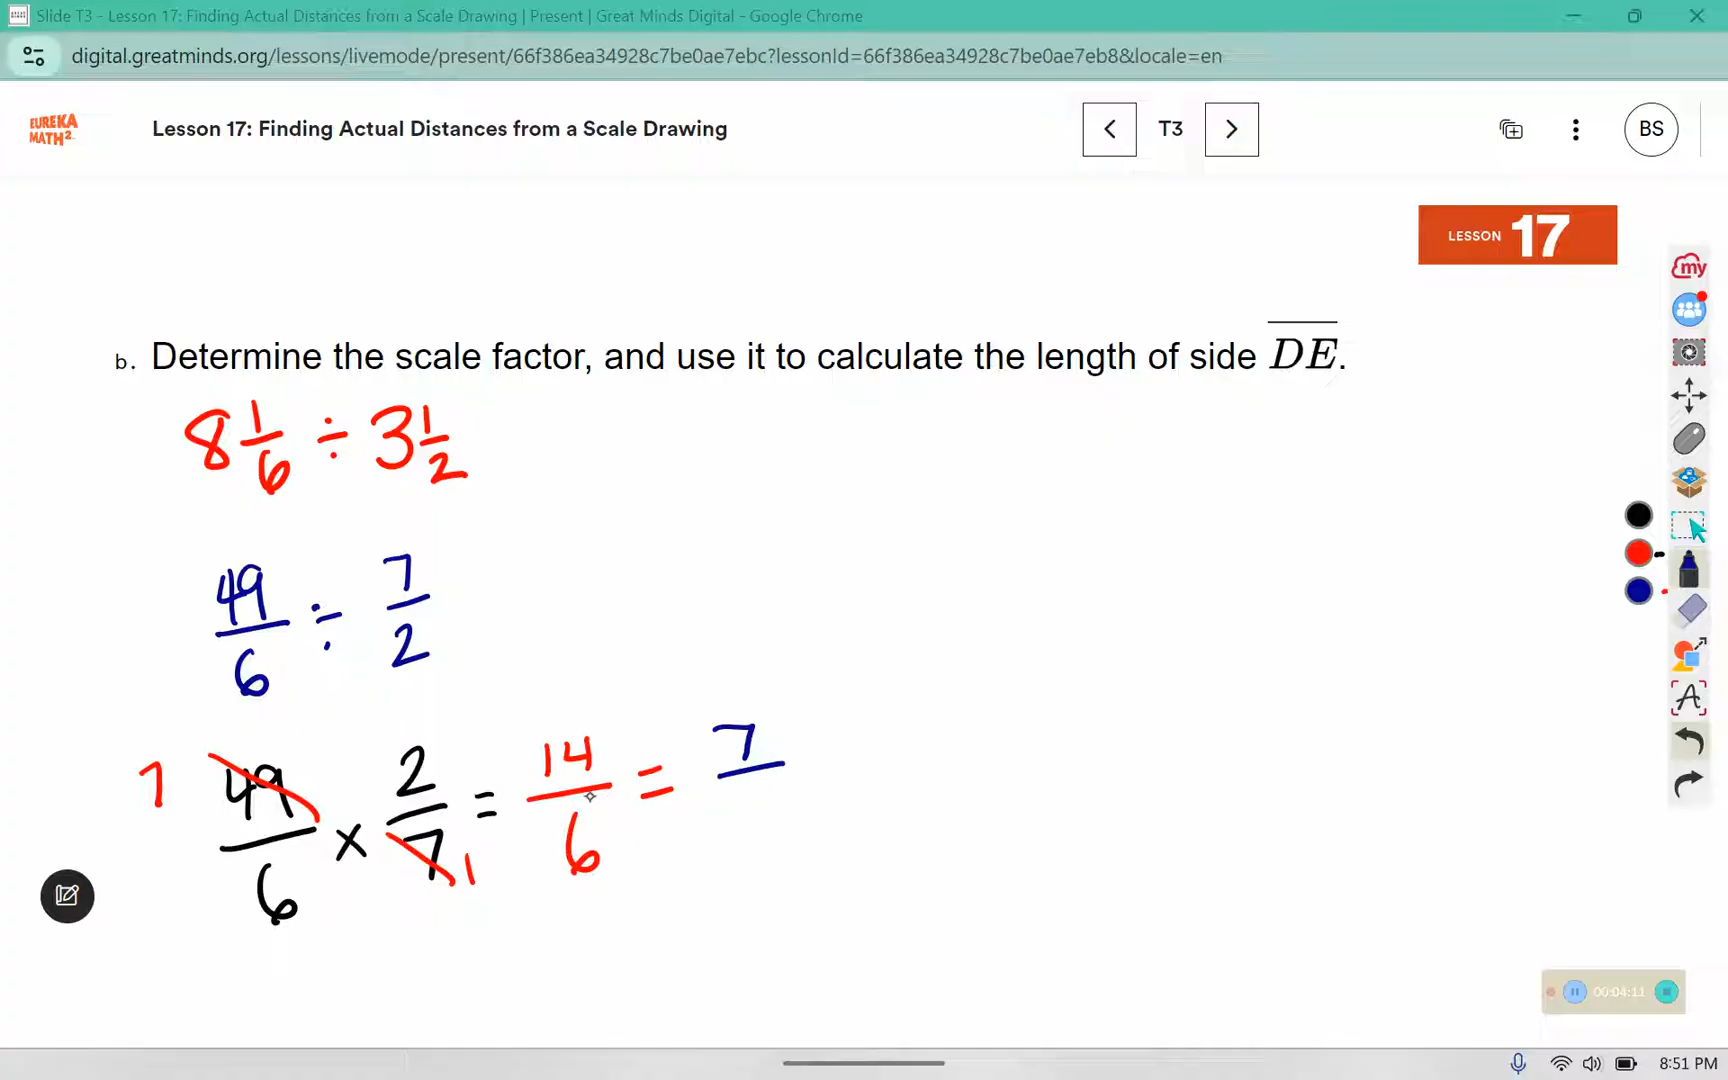 Slide T3 - Lesson 17: Finding Actual Distances from a Scale Drawing | Present | Great Minds Digital - Google Chrome
digital.greatminds.org/lessons/livemode/present/66f386ea34928c7be0ae7ebc?lessonId=66f386ea34928c7be0ae7eb8&locale=en
EUREKA MATH²
Lesson 17: Finding Actual Distances from a Scale Drawing
T3
BS
LESSON 17
my
b. Determine the scale factor, and use it to calculate the length of side D̅E̅.
8 1/6 ÷ 3 1/2
49/6 ÷ 7/2
7 49/6 × 2/7 1 = 14/6 = 7/
A
00:04:11
8:51 PM